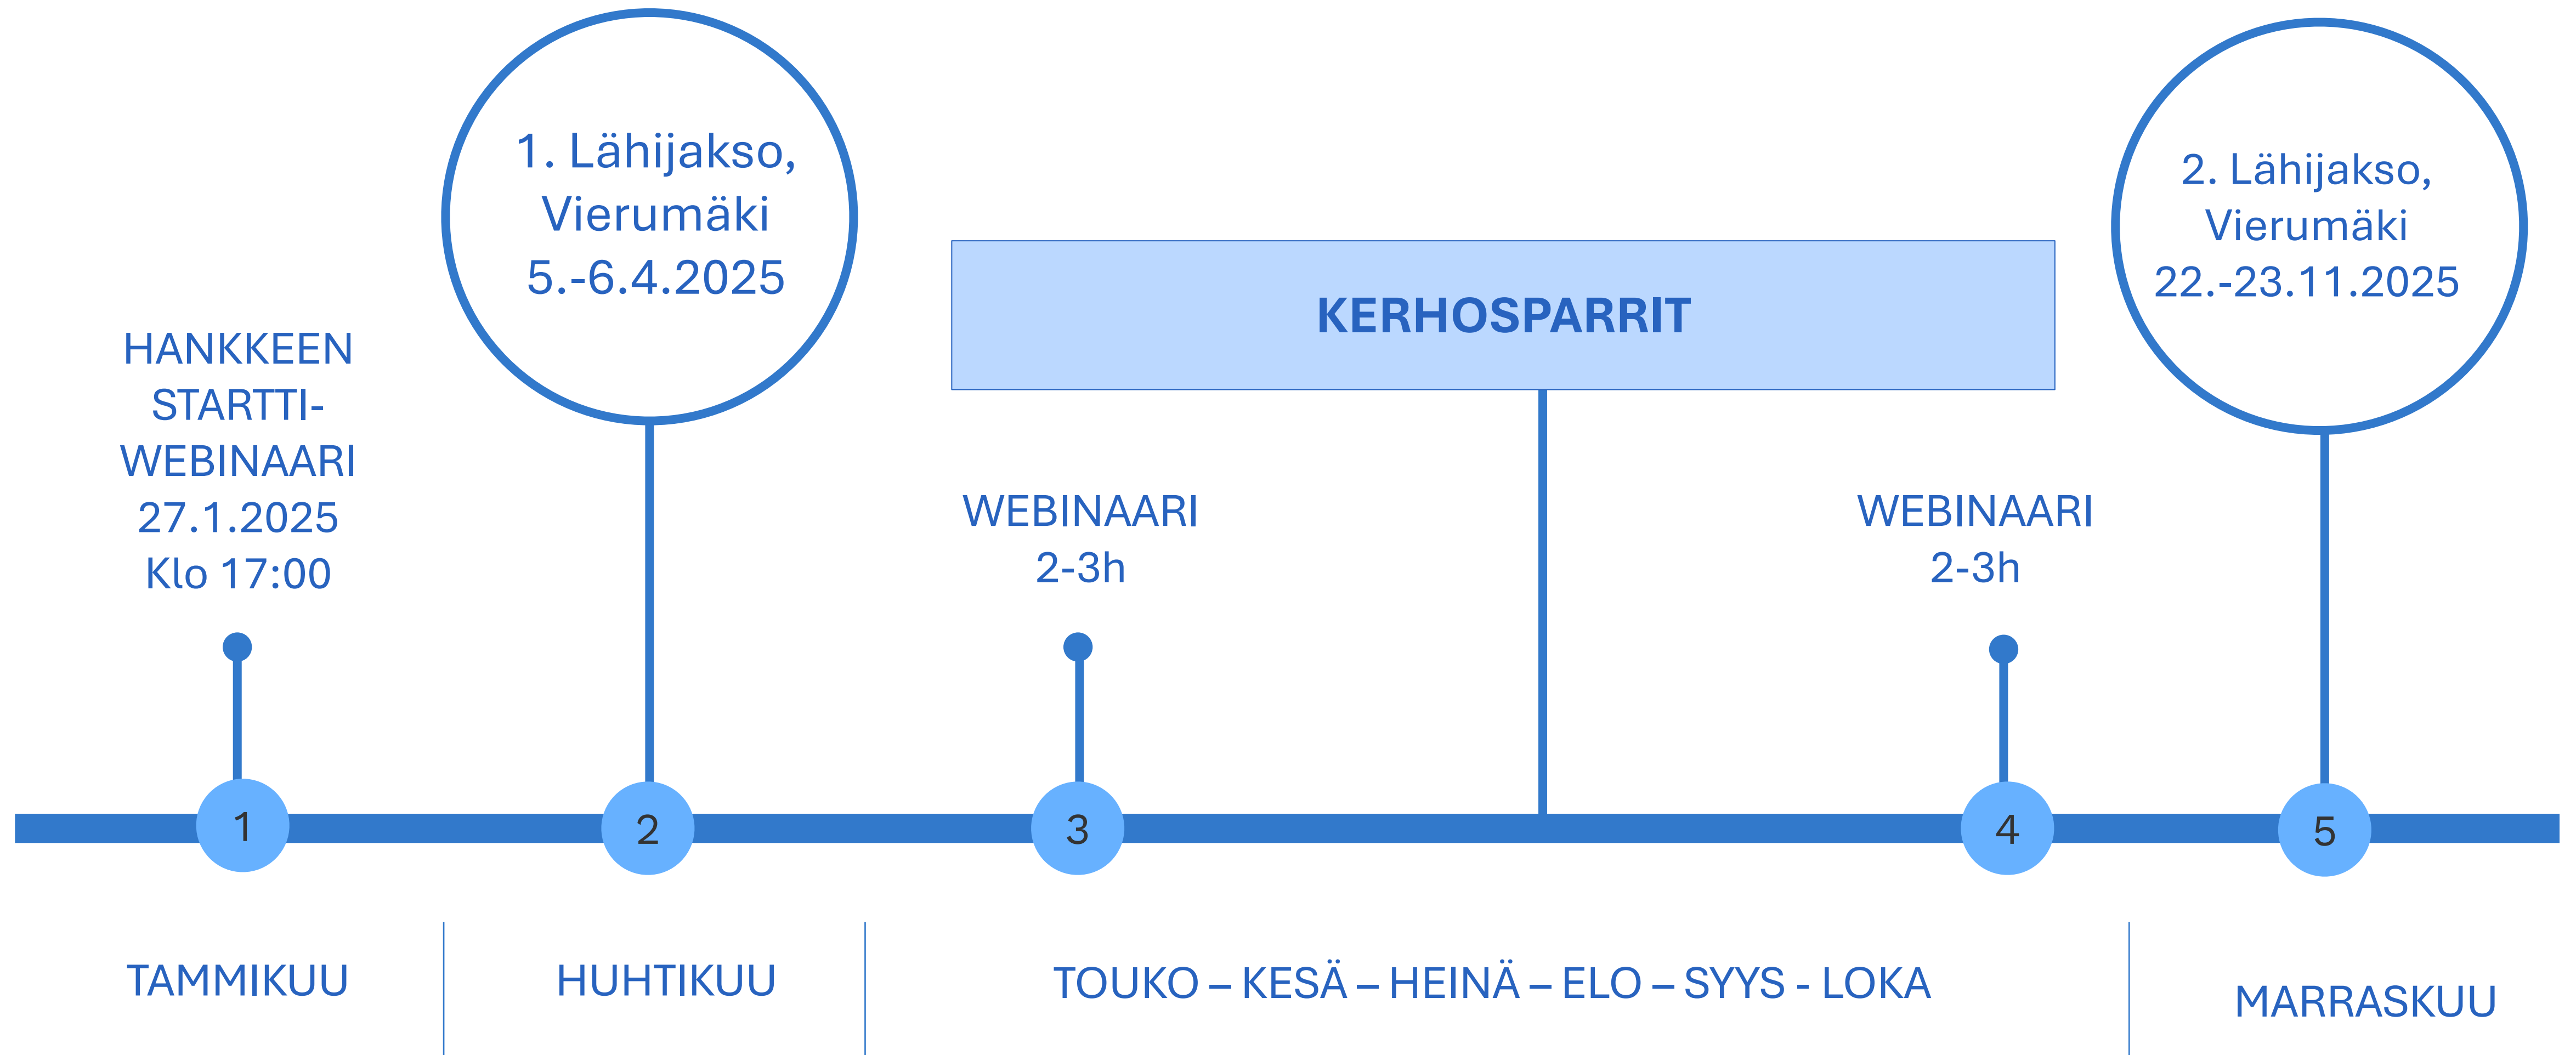 HANKKEEN
STARTTI-
WEBINAARI
27.1.2025
Klo 17:00
1. Lähijakso,
Vierumäki
5.-6.4.2025
KERHOSPARRIT
WEBINAARI
2-3h
WEBINAARI
2-3h
2. Lähijakso,
Vierumäki
22.-23.11.2025
1
2
3
4
5
TAMMIKUU
HUHTIKUU
TOUKO – KESÄ – HEINÄ – ELO – SYYS - LOKA
MARRASKUU